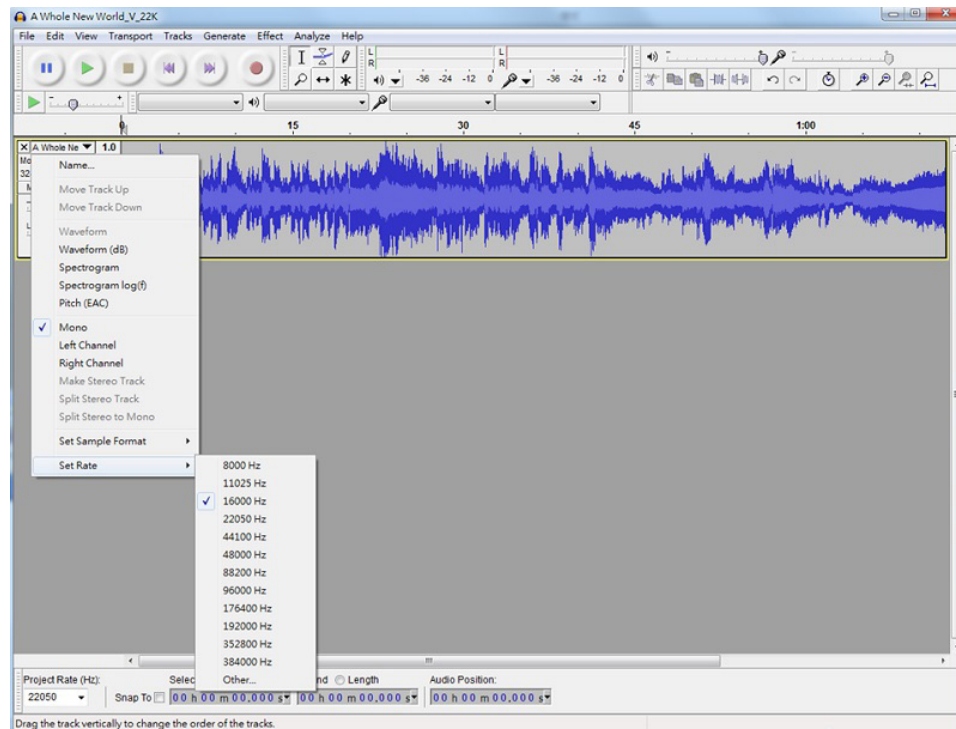 A Whole New World_V_22K
File Edit View Transport Tracks Generate Effect Analyze Help
L
R
L
R
-36 -24 -12 0
-36 -24 -12 0
15 30 45 1:00
A Whole Ne 1.0
Name...
Move Track Up
Move Track Down
Waveform
Waveform (dB)
Spectrogram
Spectrogram log(f)
Pitch (EAC)
Mono
Left Channel
Right Channel
Make Stereo Track
Split Stereo Track
Split Stereo to Mono
Set Sample Format
Set Rate
8000 Hz
11025 Hz
16000 Hz
22050 Hz
44100 Hz
48000 Hz
88200 Hz
96000 Hz
176400 Hz
192000 Hz
352800 Hz
384000 Hz
Other...
Project Rate (Hz): Length Audio Position:
22050 Snap To 00 h 00 m 00.000 s 00 h 00 m 00.000 s 00 h 00 m 00.000 s
Drag the track vertically to change the order of the tracks.